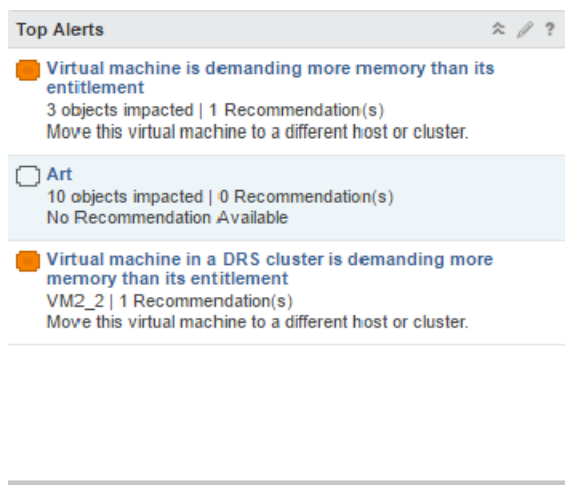 Top Alerts ?
Virtual machine is demanding more memory than its
entitlement
3 objects impacted | 1 Recommendation(s)
Move this virtual machine to a different host or cluster.
Art
10 objects impacted | 0 Recommendation(s)
No Recommendation Available
Virtual machine in a DRS cluster is demanding more
memory than its entitlement
VM2_2 | 1 Recommendation(s)
Move this virtual machine to a different host or cluster.